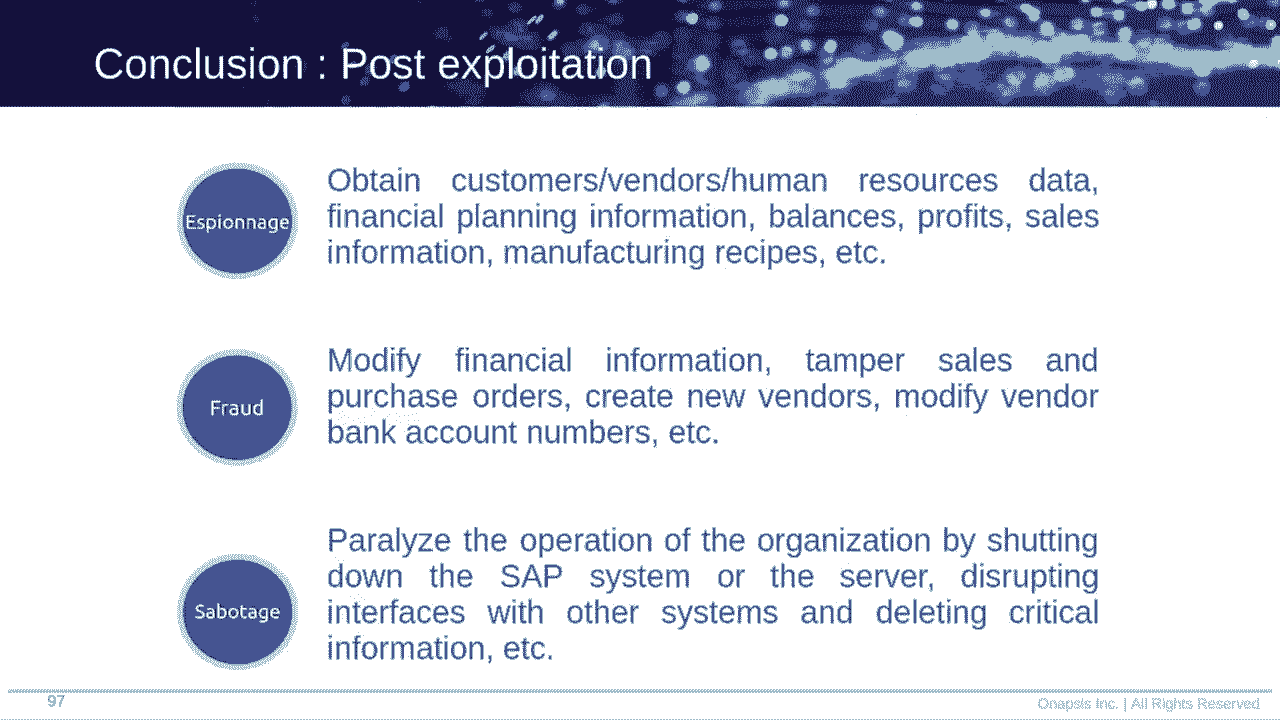 Conclusion : Post exploitation
Espionnage
Obtain customers/vendors/human resources data,
financial planning information, balances, profits, sales
information, manufacturing recipes, etc.
Fraud
Modify financial information, tamper sales and
purchase orders, create new vendors, modify vendor
bank account numbers, etc.
Sabotage
Paralyze the operation of the organization by shutting
down the SAP system or the server, disrupting
interfaces with other systems and deleting critical
information, etc.
97
Onapsis Inc. | All Rights Reserved